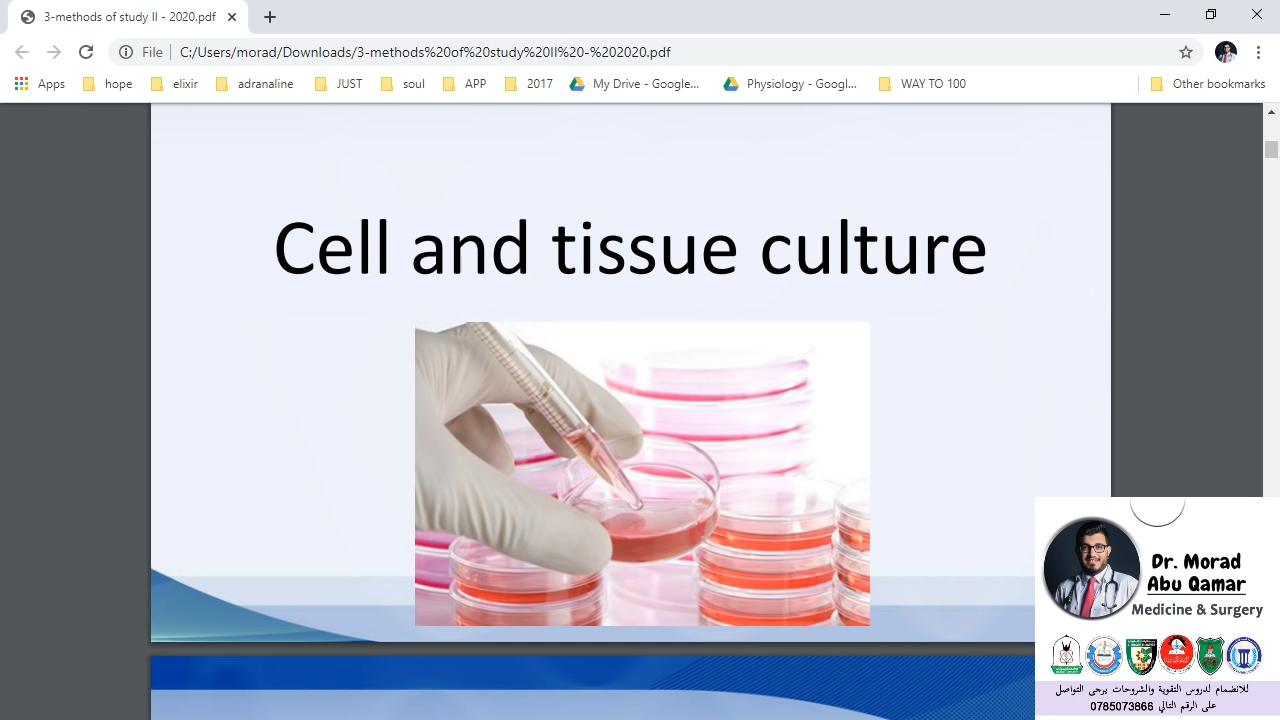 3-methods of study II - 2020.pdf
File C:/Users/morad/Downloads/3-methods%20of%20study%20II%20-%202020.pdf
Apps hope elixir adranaline JUST soul APP 2017 My Drive - Google... Physiology - Googl... WAY TO 100 Other bookmarks
Cell and tissue culture
Dr. Morad
Abu Qamar
Medicine & Surgery
للانضمام لدروس التقوية والشروحات يرجى التواصل
على الرقم التالي 0785073866